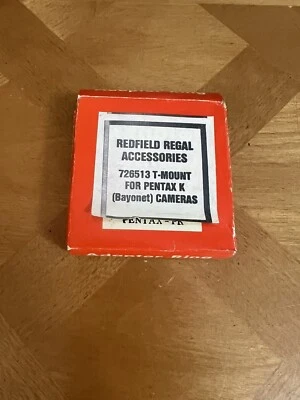 REDFIELD REGAL
ACCESSORIES
726513 T-MOUNT
FOR PENTAX K
(Bayonet) CAMERAS
PENTAX-PK